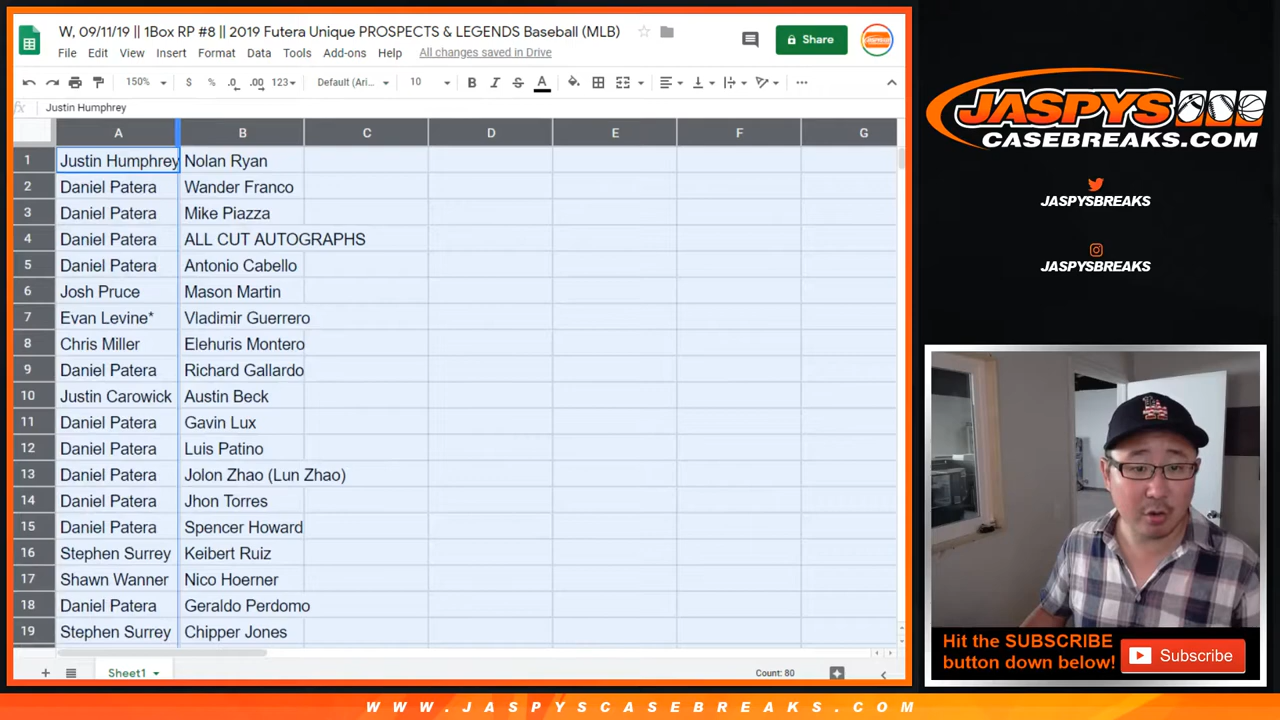 W, 09/11/19 || 1Box RP #8 || 2019 Futera Unique PROSPECTS & LEGENDS Baseball (MLB)
Share
File Edit View Insert Format Data Tools Add-ons Help All changes saved in Drive
150% $ % .0 .00 123 Default (Ari... 10 B I S A ...
fx Justin Humphrey
A B C D E F G
1 Justin Humphrey Nolan Ryan
2 Daniel Patera Wander Franco
3 Daniel Patera Mike Piazza
4 Daniel Patera ALL CUT AUTOGRAPHS
5 Daniel Patera Antonio Cabello
6 Josh Pruce Mason Martin
7 Evan Levine* Vladimir Guerrero
8 Chris Miller Elehuris Montero
9 Daniel Patera Richard Gallardo
10 Justin Carowick Austin Beck
11 Daniel Patera Gavin Lux
12 Daniel Patera Luis Patino
13 Daniel Patera Jolon Zhao (Lun Zhao)
14 Daniel Patera Jhon Torres
15 Daniel Patera Spencer Howard
16 Stephen Surrey Keibert Ruiz
17 Shawn Wanner Nico Hoerner
18 Daniel Patera Geraldo Perdomo
19 Stephen Surrey Chipper Jones
Sheet1 Count: 80
JASPYS
CASEBREAKS.COM
JASPYSBREAKS
JASPYSBREAKS
Hit the SUBSCRIBE
button down below!
Subscribe
WWW.JASPYSCASEBREAKS.COM